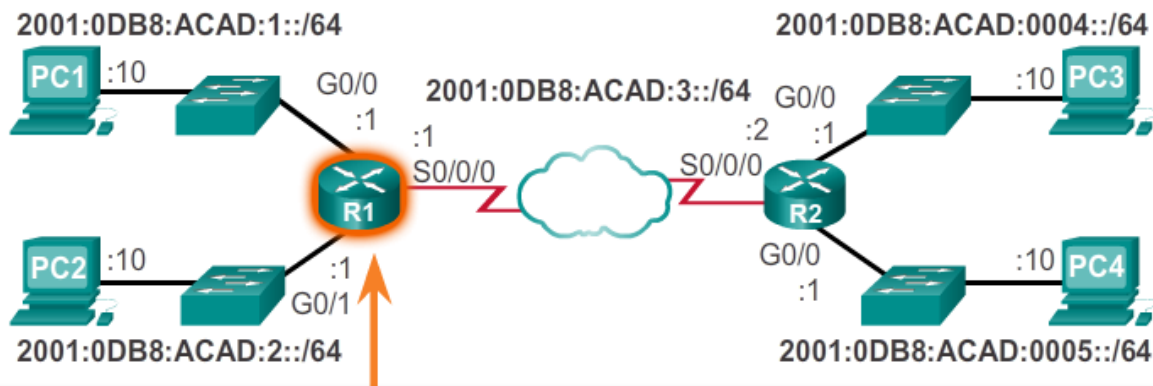 2001:0DB8:ACAD:1::/64
2001:0DB8:ACAD:0004::/64
PC1
:10
G0/0
:1
2001:0DB8:ACAD:3::/64
:1
S0/0/0
R1
:2
S0/0/0
G0/0
:1
:10
PC3
R2
PC2
:10
:1
G0/1
G0/0
:1
:10
PC4
2001:0DB8:ACAD:2::/64
2001:0DB8:ACAD:0005::/64